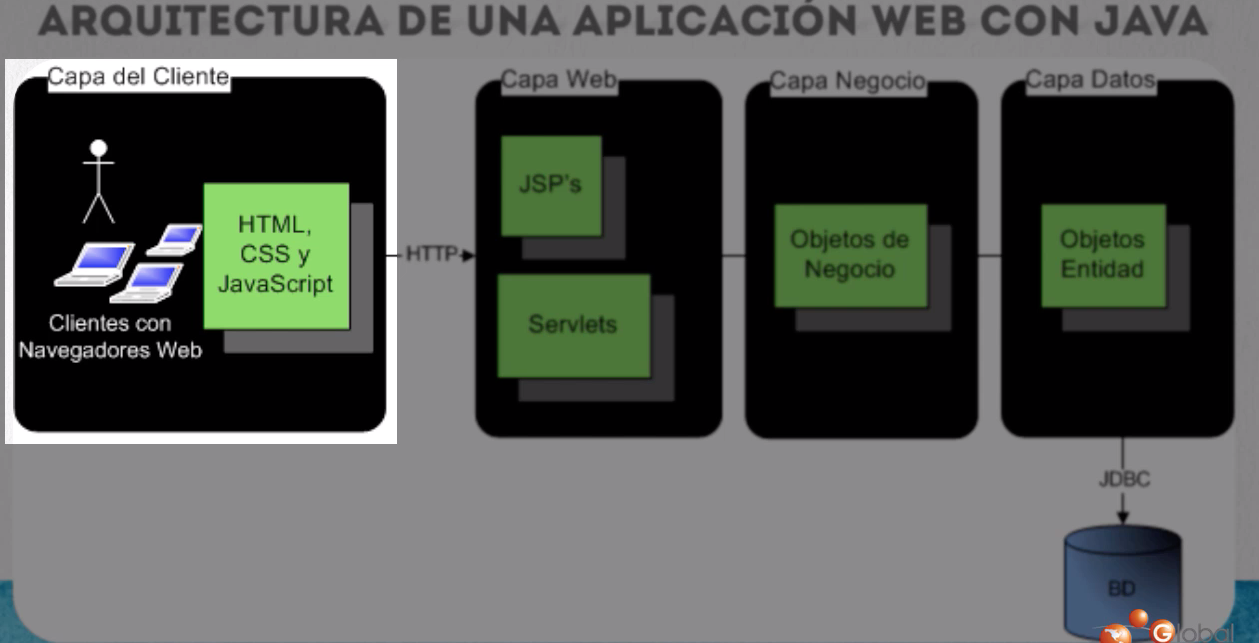 ARQUITECTURA DE UNA APLICACIÓN WEB CON JAVA
Capa del Cliente
HTML,
CSS y
JavaScript
Clientes con
Navegadores Web
HTTP
Capa Web
JSP's
Servlets
Capa Negocio
Objetos de
Negocio
Capa Datos
Objetos
Entidad
JDBC
BD
Global